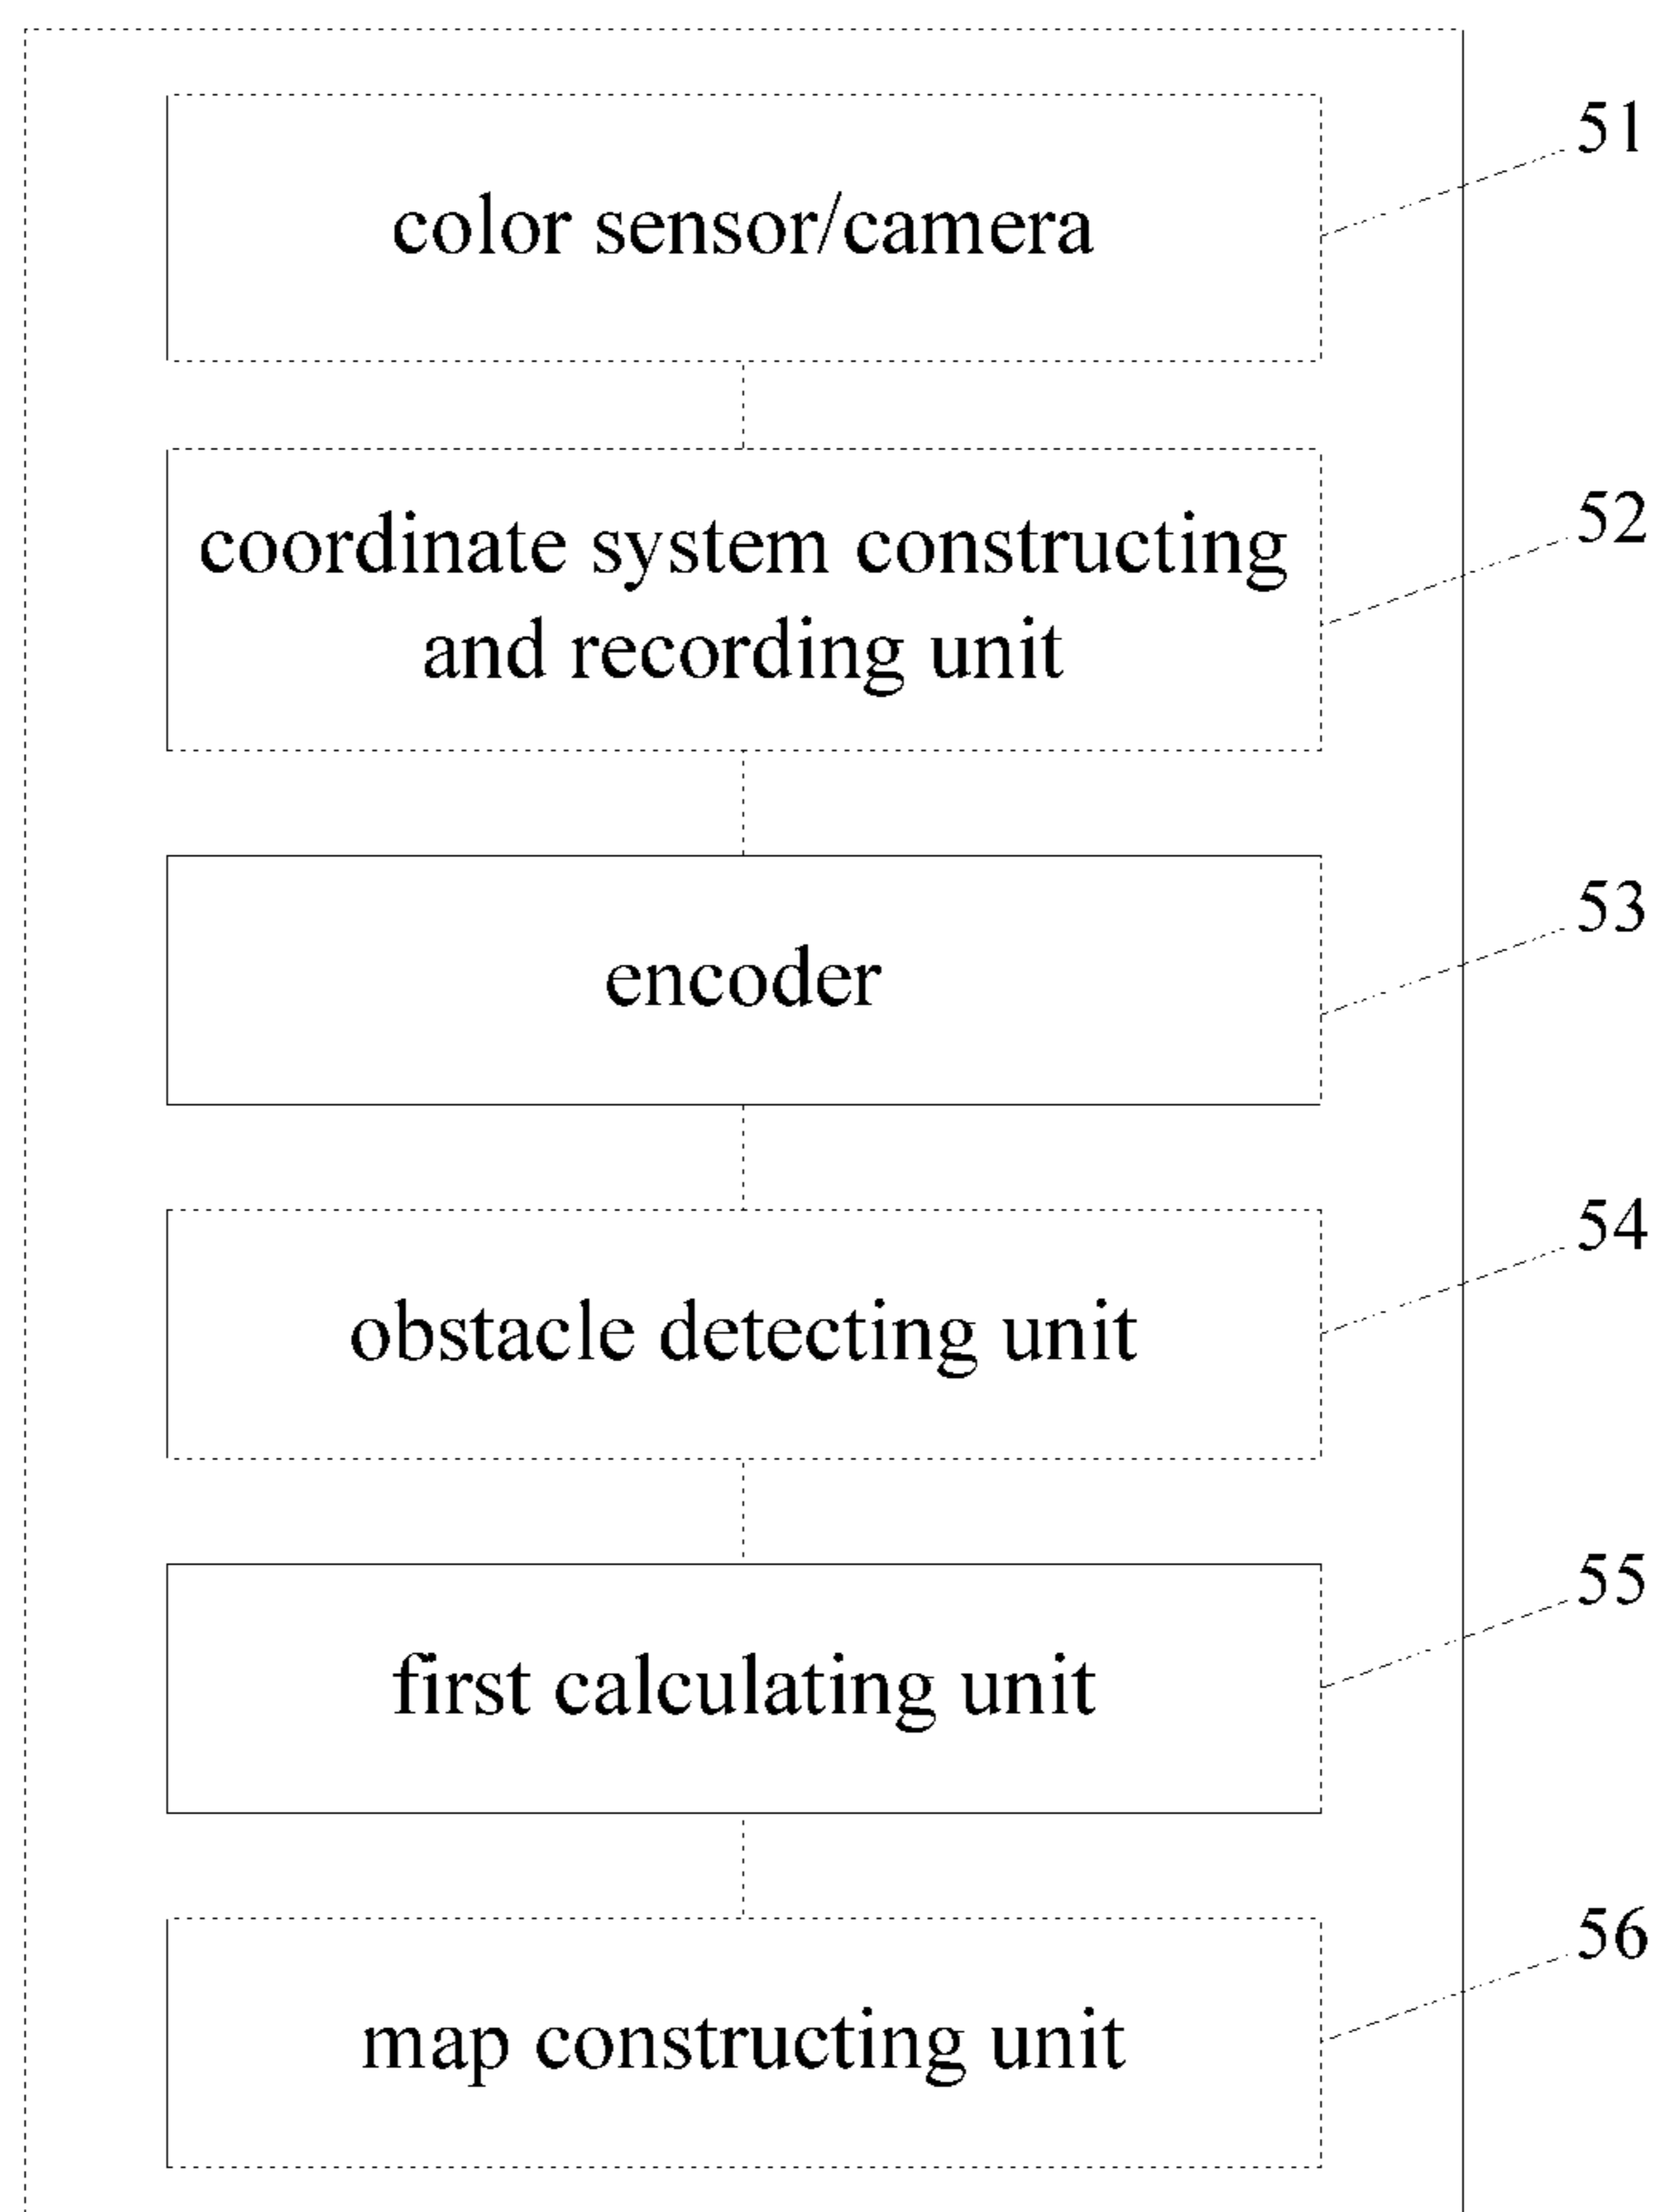 color sensor/camera
51
coordinate system constructing
and recording unit
52
encoder
53
obstacle detecting unit
54
first calculating unit
55
map constructing unit
56